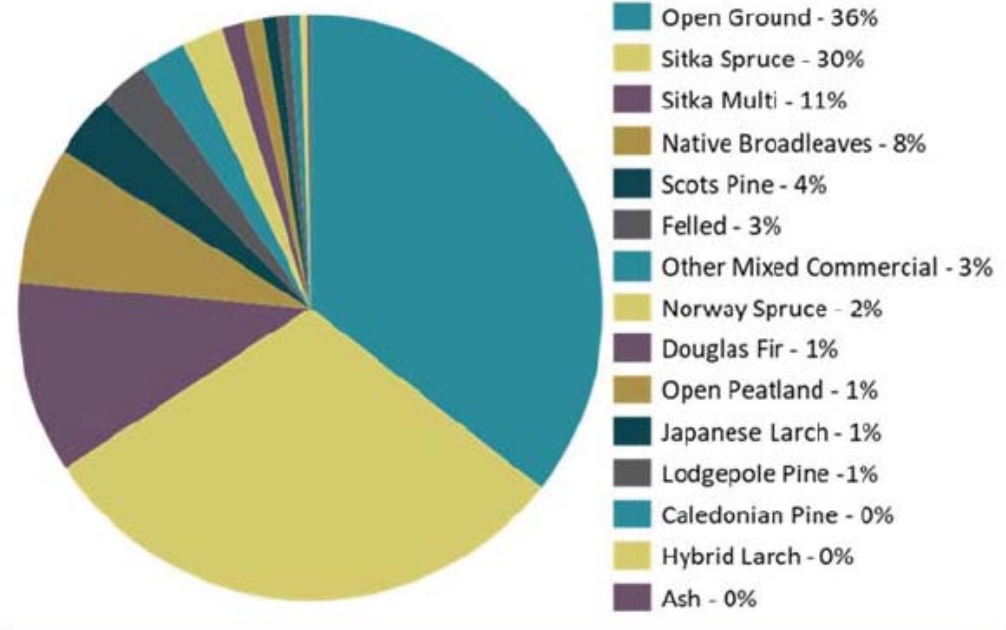 Open Ground - 36%
Sitka Spruce - 30%
Sitka Multi - 11%
Native Broadleaves - 8%
Scots Pine - 4%
Felled - 3%
Other Mixed Commercial - 3%
Norway Spruce - 2%
Douglas Fir - 1%
Open Peatland - 1%
Japanese Larch - 1%
Lodgepole Pine -1%
Caledonian Pine - 0%
Hybrid Larch - 0%
Ash - 0%